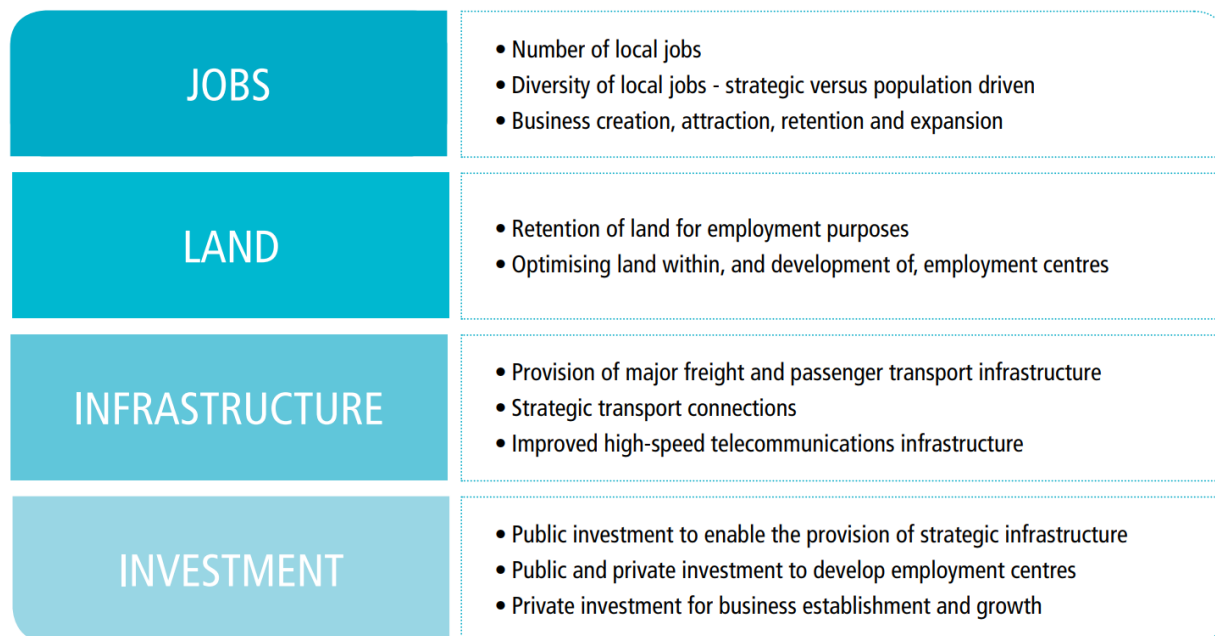 JOBS
• Number of local jobs
• Diversity of local jobs - strategic versus population driven
• Business creation, attraction, retention and expansion
LAND
• Retention of land for employment purposes
• Optimising land within, and development of, employment centres
INFRASTRUCTURE
• Provision of major freight and passenger transport infrastructure
• Strategic transport connections
• Improved high-speed telecommunications infrastructure
INVESTMENT
• Public investment to enable the provision of strategic infrastructure
• Public and private investment to develop employment centres
• Private investment for business establishment and growth